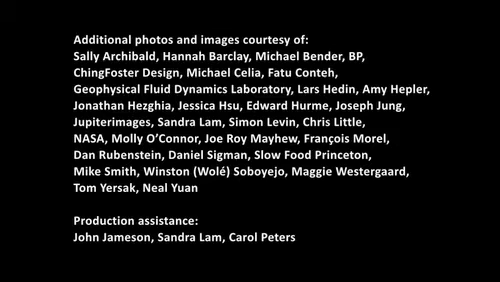 Additional photos and images courtesy of:
Sally Archibald, Hannah Barclay, Michael Bender, BP,
ChingFoster Design, Michael Celia, Fatu Conteh,
Geophysical Fluid Dynamics Laboratory, Lars Hedin, Amy Hepler,
Jonathan Hezghia, Jessica Hsu, Edward Hurme, Joseph Jung,
Jupiterimages, Sandra Lam, Simon Levin, Chris Little,
NASA, Molly O’Connor, Joe Roy Mayhew, François Morel,
Dan Rubenstein, Daniel Sigman, Slow Food Princeton,
Mike Smith, Winston (Wolé) Soboyejo, Maggie Westergaard,
Tom Yersak, Neal Yuan
Production assistance:
John Jameson, Sandra Lam, Carol Peters